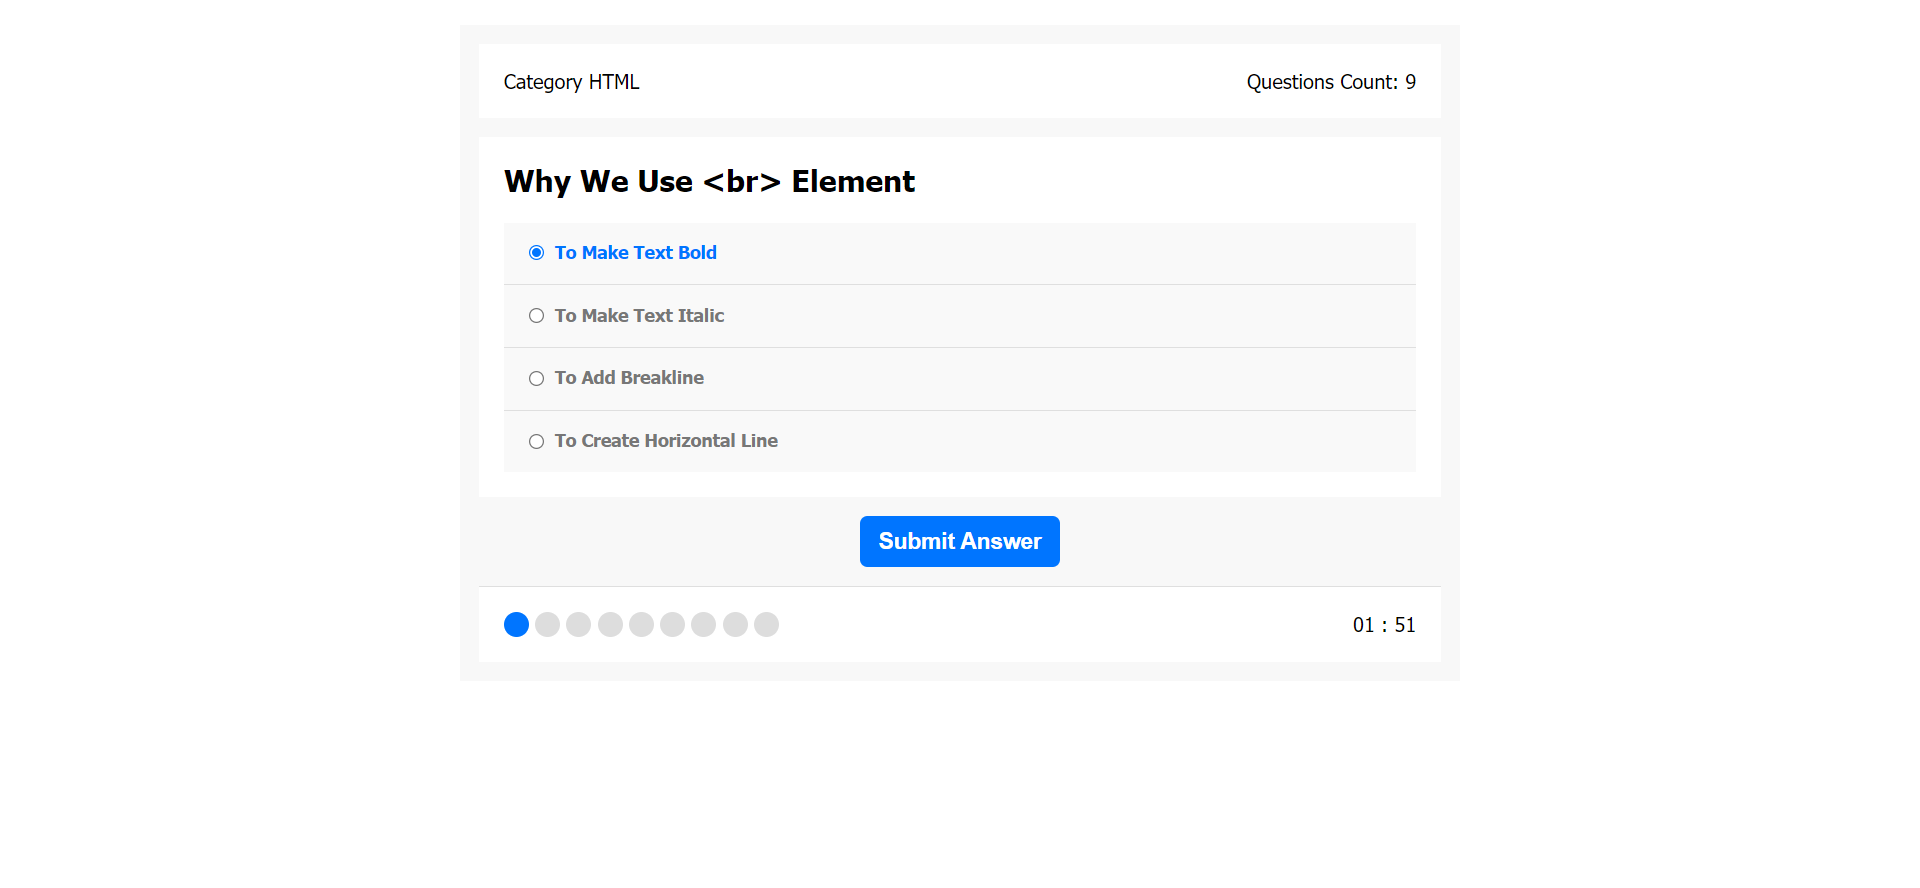 Category HTML Questions Count: 9
Why We Use <br> Element
To Make Text Bold
To Make Text Italic
To Add Breakline
To Create Horizontal Line
Submit Answer
01 : 51